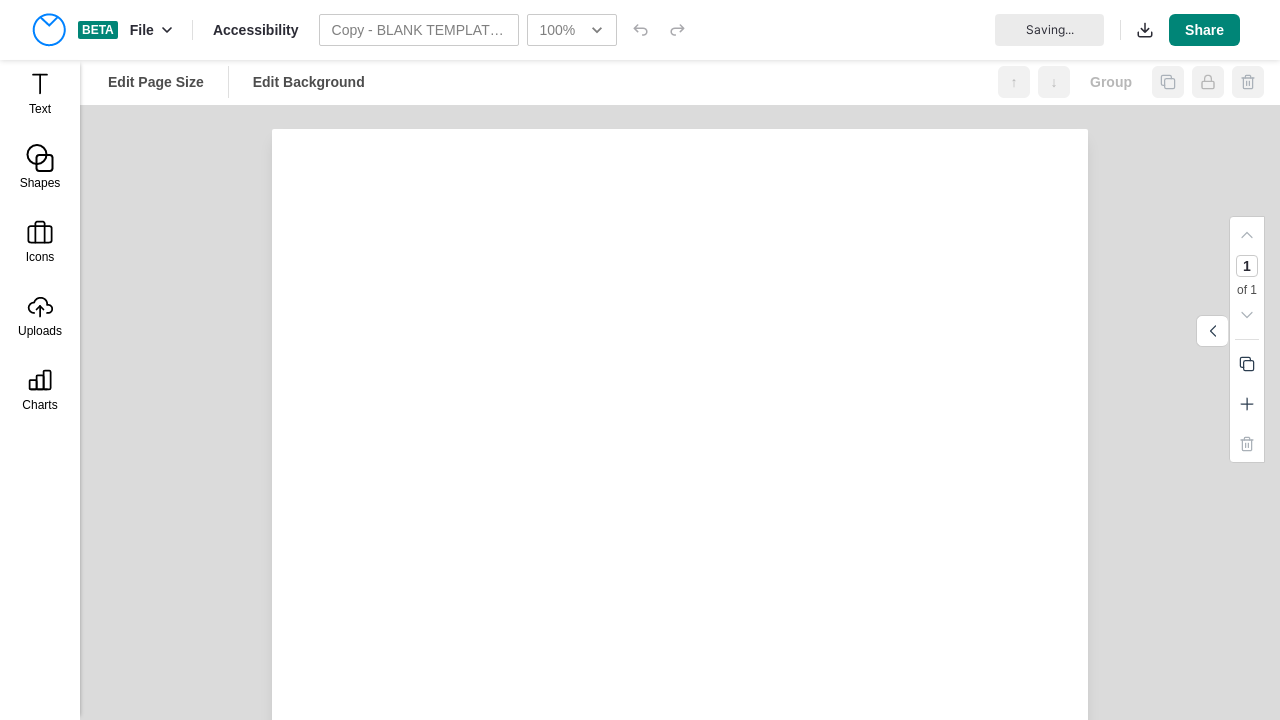 BETA
File
Accessibility
Copy - BLANK TEMPLAT…
100%
Saving...
Share
Edit Page Size
Edit Background
↑
↓
Group
Text
Shapes
Icons
Uploads
Charts
1
of 1